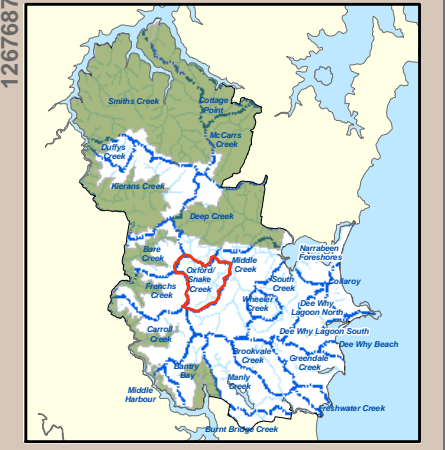 1267687
Smiths Creek
Cottage
Point
McCarrs
Creek
Duffys
Creek
Kierans Creek
Deep Creek
Bare
Creek
Oxford/
Snake
Creek
Middle
Creek
Narrabeen
Foreshores
Frenchs
Creek
South
Creek
Collaroy
Wheeler
Creek
Dee Why
Lagoon North
Carroll
Creek
Dee Why Lagoon South
Dee Why Beach
Brookvale
Creek
Greendale
Creek
Bantry
Bay
Manly
Creek
Middle
Harbour
Freshwater Creek
Burnt Bridge Creek